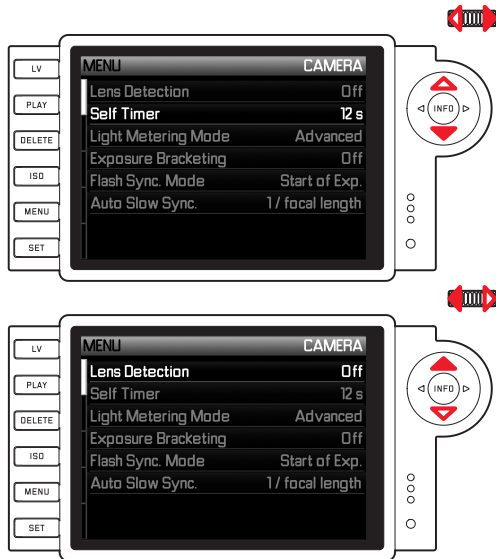 LV
PLAY
DELETE
ISO
MENU
SET
MENU CAMERA
Lens Detection Off
Self Timer 12 s
Light Metering Mode Advanced
Exposure Bracketing Off
Flash Sync. Mode Start of Exp.
Auto Slow Sync. 1 / focal length
INFO
LV
PLAY
DELETE
ISO
MENU
SET
MENU CAMERA
Lens Detection Off
Self Timer 12 s
Light Metering Mode Advanced
Exposure Bracketing Off
Flash Sync. Mode Start of Exp.
Auto Slow Sync. 1 / focal length
INFO